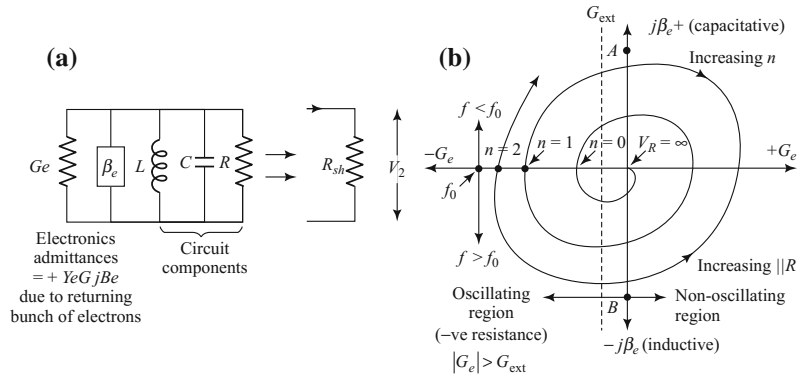 (a)
Ge
βe
L
C
R
Rsh
V2
Electronics
admittances
= + YeG jBe
due to returning
bunch of electrons
Circuit
components
(b)
Gext
jβe+ (capacitative)
A
Increasing n
f < f0
n = 2
n = 1
n = 0
VR = ∞
−Ge
+Ge
f0
f > f0
Increasing ||R
Oscillating
region
(−ve resistance)
|Ge| > Gext
B
Non-oscillating
region
−jβe (inductive)